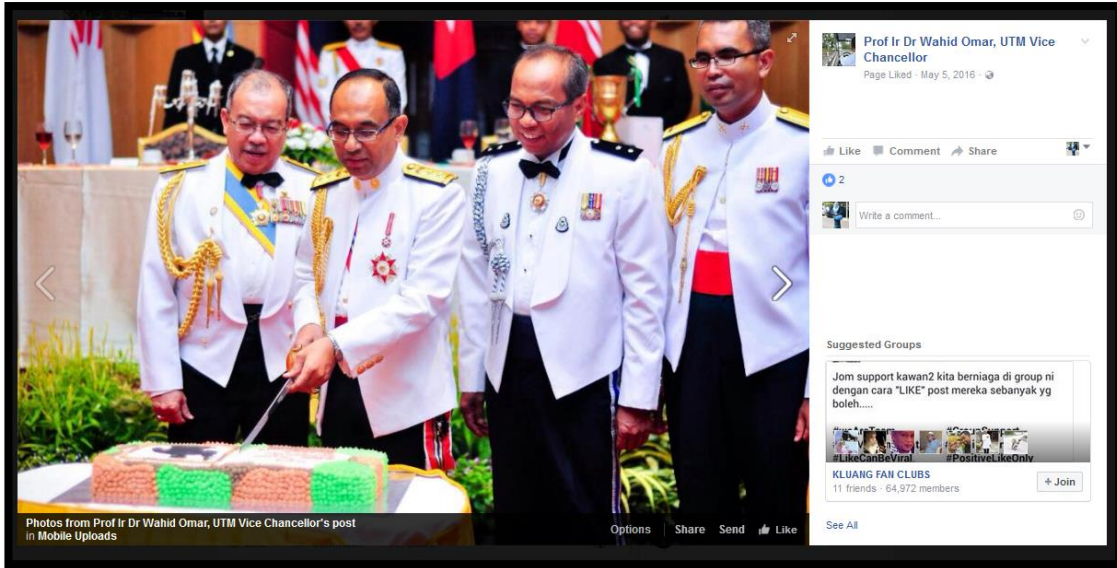 Prof Ir Dr Wahid Omar, UTM Vice
Chancellor
Page Liked · May 5, 2016 ·
Like Comment Share
2
Write a comment...
Suggested Groups
Jom support kawan2 kita berniaga di group ni
dengan cara "LIKE" post mereka sebanyak yg
boleh.....
#LikeCanBeViral #PositiveLikeOnly
KLUANG FAN CLUBS
11 friends · 64,972 members
+ Join
See All
Photos from Prof Ir Dr Wahid Omar, UTM Vice Chancellor's post
in Mobile Uploads
Options Share Send Like